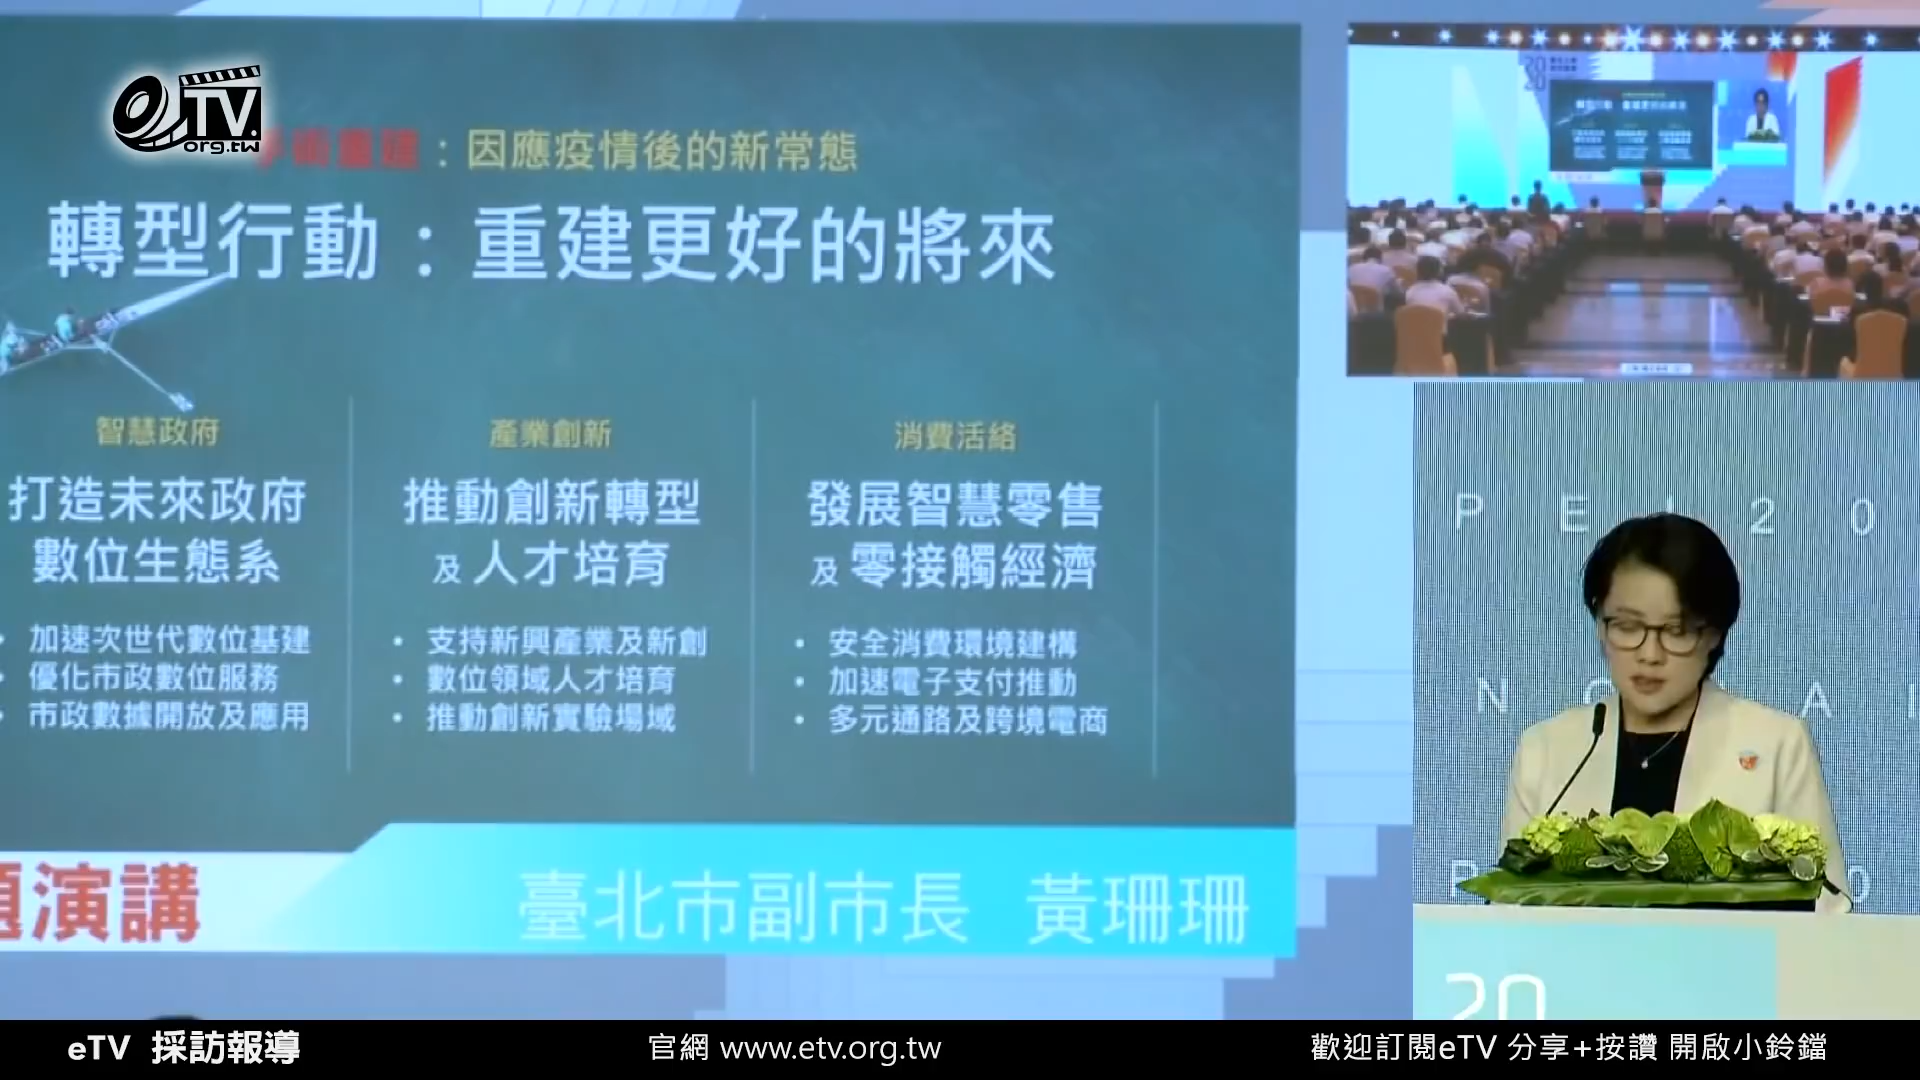 eTV.
org.tw
重建：因應疫情後的新常態
轉型行動：重建更好的將來
智慧政府
打造未來政府
數位生態系
加速次世代數位基建
優化市政數位服務
市政數據開放及應用
產業創新
推動創新轉型
及人才培育
• 支持新興產業及新創
• 數位領域人才培育
• 推動創新實驗場域
消費活絡
發展智慧零售
及零接觸經濟
• 安全消費環境建構
• 加速電子支付推動
• 多元通路及跨境電商
演講
臺北市副市長 黃珊珊
P E I 2 0
20
eTV 採訪報導
官網 www.etv.org.tw
歡迎訂閱eTV 分享+按讚 開啟小鈴鐺